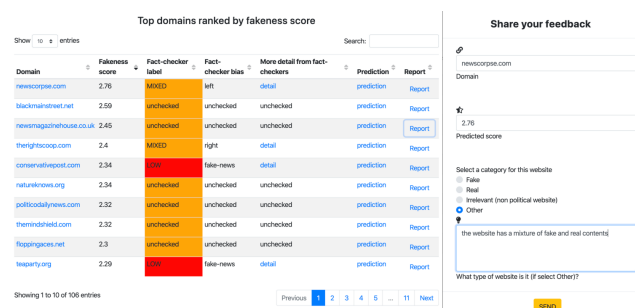 Top domains ranked by fakeness score
Show 10 entries
Search:
Domain Fakeness score Fact-checker label Fact-checker bias More detail from fact-checkers Prediction Report
newscorpse.com 2.76 MIXED left detail prediction Report
blackmainstreet.net 2.59 unchecked unchecked unchecked prediction Report
newsmagazinehouse.co.uk 2.45 unchecked unchecked unchecked prediction Report
therightscoop.com 2.4 MIXED right detail prediction Report
conservativepost.com 2.34 LOW fake-news detail prediction Report
natureknows.org 2.34 unchecked unchecked unchecked prediction Report
politicodailynews.com 2.32 unchecked unchecked unchecked prediction Report
themindshield.com 2.32 unchecked unchecked unchecked prediction Report
floppingaces.net 2.3 unchecked unchecked unchecked prediction Report
teaparty.org 2.29 LOW fake-news detail prediction Report
Showing 1 to 10 of 106 entries
Previous 1 2 3 4 5 ... 11 Next
Share your feedback
newscorpse.com
Domain
2.76
Predicted score
Select a category for this website
Fake
Real
Irrelevant (non political website)
Other
the website has a mixture of fake and real contents
What type of website is it (if select Other)?
SEND